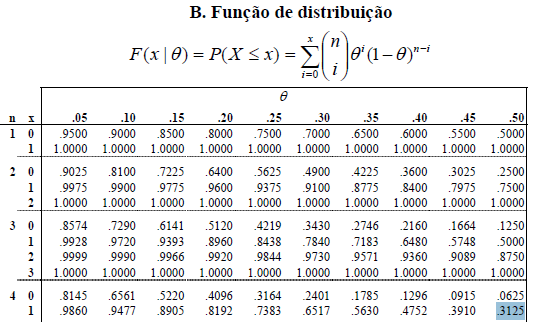 B. Função de distribuição
F(x | θ) = P(X ≤ x) = ∑_{i=0}^{x} (n i) θ^i (1 − θ)^{n−i}
θ
n x .05 .10 .15 .20 .25 .30 .35 .40 .45 .50
1 0 .9500 .9000 .8500 .8000 .7500 .7000 .6500 .6000 .5500 .5000
1 1.0000 1.0000 1.0000 1.0000 1.0000 1.0000 1.0000 1.0000 1.0000 1.0000
2 0 .9025 .8100 .7225 .6400 .5625 .4900 .4225 .3600 .3025 .2500
1 .9975 .9900 .9775 .9600 .9375 .9100 .8775 .8400 .7975 .7500
2 1.0000 1.0000 1.0000 1.0000 1.0000 1.0000 1.0000 1.0000 1.0000 1.0000
3 0 .8574 .7290 .6141 .5120 .4219 .3430 .2746 .2160 .1664 .1250
1 .9928 .9720 .9393 .8960 .8438 .7840 .7183 .6480 .5748 .5000
2 .9999 .9990 .9966 .9920 .9844 .9730 .9571 .9360 .9089 .8750
3 1.0000 1.0000 1.0000 1.0000 1.0000 1.0000 1.0000 1.0000 1.0000 1.0000
4 0 .8145 .6561 .5220 .4096 .3164 .2401 .1785 .1296 .0915 .0625
1 .9860 .9477 .8905 .8192 .7383 .6517 .5630 .4752 .3910 .3125